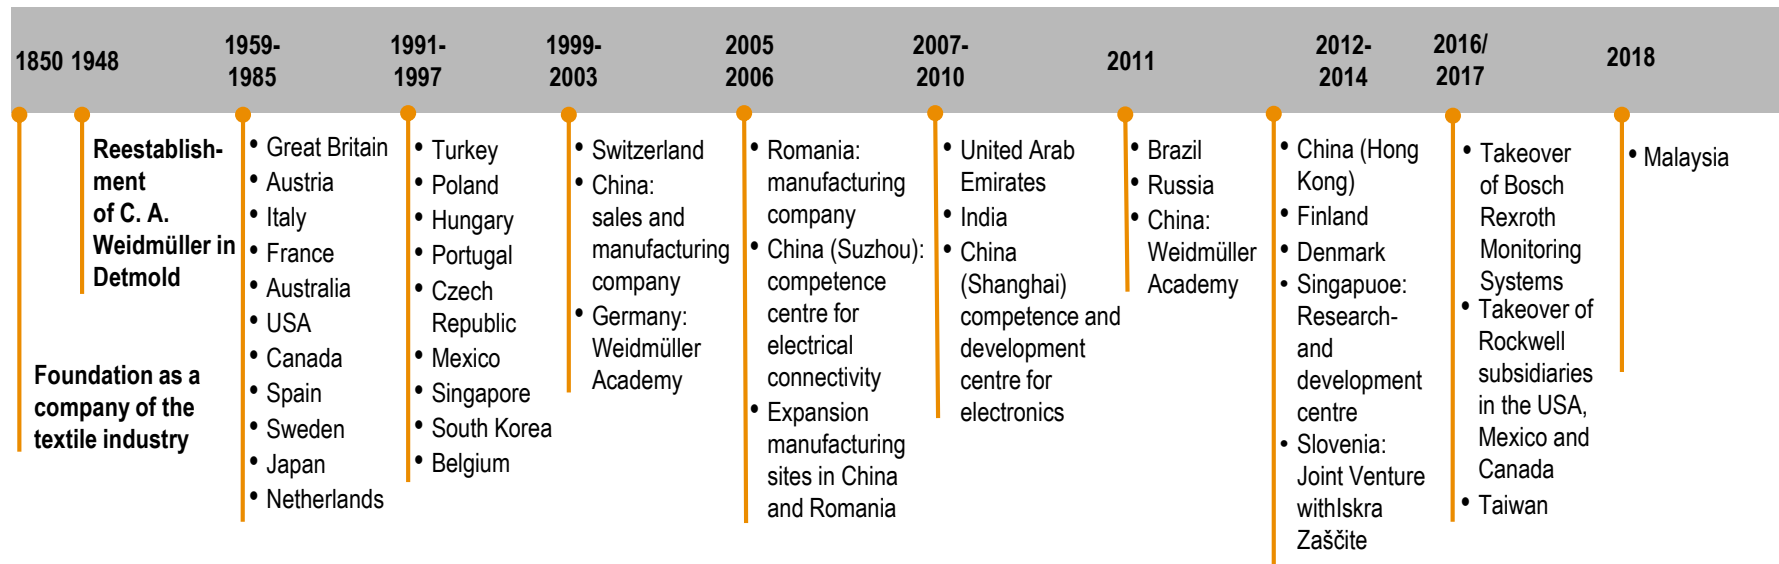 1850
Foundation as a
company of the
textile industry
1948
Reestablish-
ment
of C. A.
Weidmüller in
Detmold
1959-
1985
• Great Britain
• Austria
• Italy
• France
• Australia
• USA
• Canada
• Spain
• Sweden
• Japan
• Netherlands
1991-
1997
• Turkey
• Poland
• Hungary
• Portugal
• Czech
Republic
• Mexico
• Singapore
• South Korea
• Belgium
1999-
2003
• Switzerland
• China:
sales and
manufacturing
company
• Germany:
Weidmüller
Academy
2005
2006
• Romania:
manufacturing
company
• China (Suzhou):
competence
centre for
electrical
connectivity
• Expansion
manufacturing
sites in China
and Romania
2007-
2010
• United Arab
Emirates
• India
• China
(Shanghai)
competence and
development
centre for
electronics
2011
• Brazil
• Russia
• China:
Weidmüller
Academy
2012-
2014
• China (Hong
Kong)
• Finland
• Denmark
• Singapuoe:
Research-
and
development
centre
• Slovenia:
Joint Venture
withIskra
Zaščite
2016/
2017
• Takeover
of Bosch
Rexroth
Monitoring
Systems
• Takeover of
Rockwell
subsidiaries
in the USA,
Mexico and
Canada
• Taiwan
2018
• Malaysia